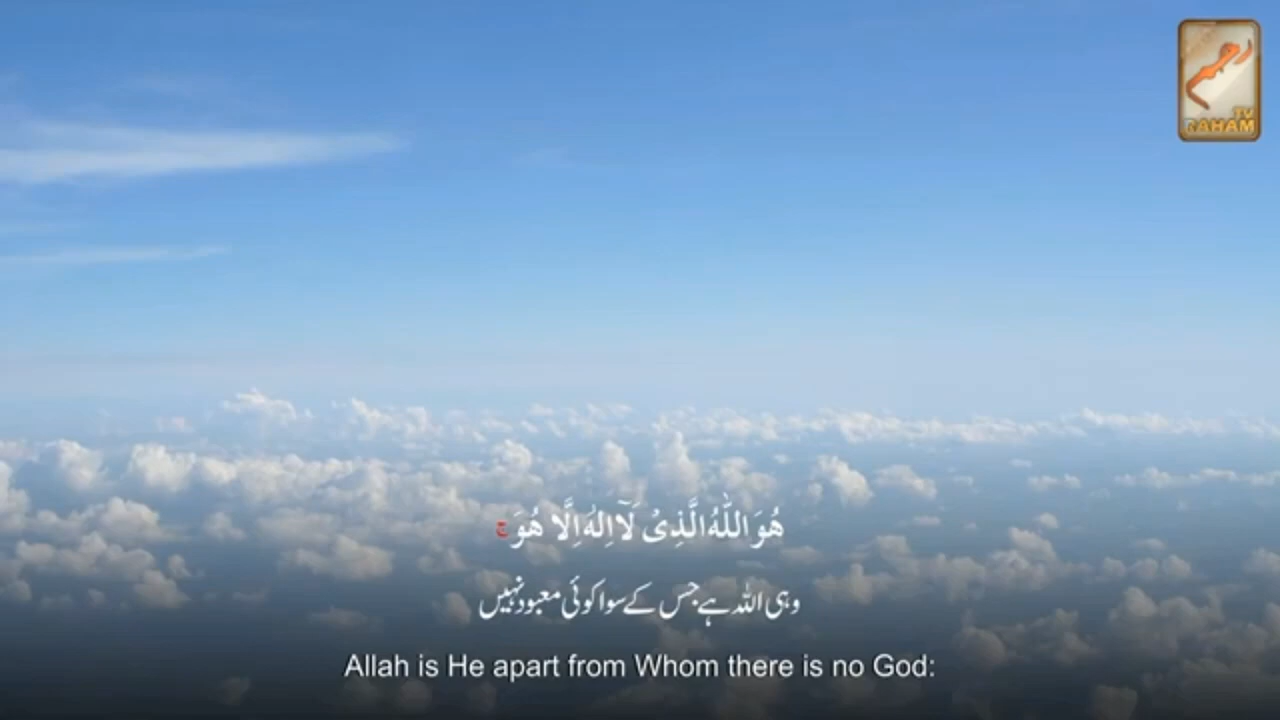 رحم
TV
RAHAM
هُوَ اللّٰهُ الَّذِیْ لَاۤ اِلٰهَ اِلَّا هُوَ ۚ
وہی اللہ ہے جس کے سوا کوئی معبود نہیں
Allah is He apart from Whom there is no God: